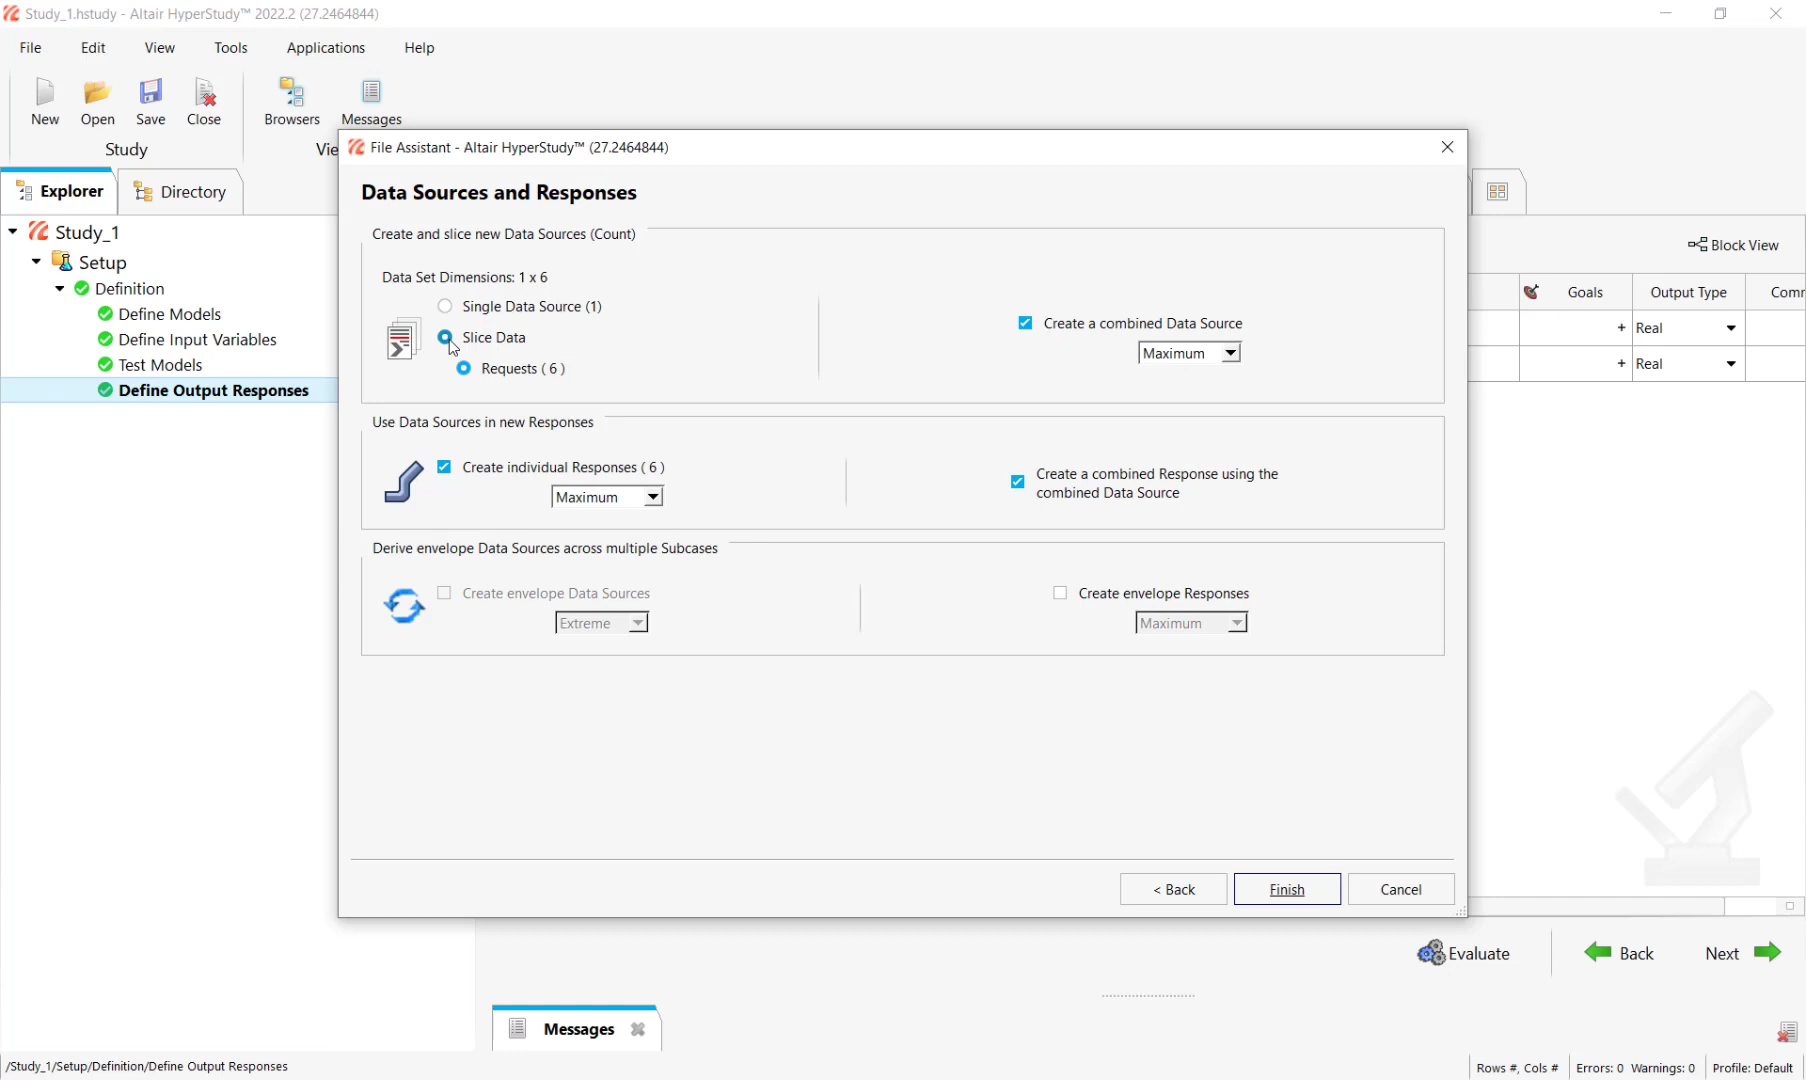 Study_1.hstudy - Altair HyperStudy™ 2022.2 (27.2464844)
File Edit View Tools Applications Help
New Open Save Close Browsers Messages
Study Vie
File Assistant - Altair HyperStudy™ (27.2464844)
Explorer Directory
Data Sources and Responses
Study_1
Setup
Definition
Define Models
Define Input Variables
Test Models
Define Output Responses
Create and slice new Data Sources (Count)
Data Set Dimensions: 1 x 6
Single Data Source (1)
Slice Data
Requests ( 6 )
Create a combined Data Source
Maximum
Use Data Sources in new Responses
Create individual Responses ( 6 )
Maximum
Create a combined Response using the
combined Data Source
Derive envelope Data Sources across multiple Subcases
Create envelope Data Sources
Extreme
Create envelope Responses
Maximum
< Back Finish Cancel
Block View
Goals Output Type Comr
+ Real
+ Real
Evaluate Back Next
Messages
/Study_1/Setup/Definition/Define Output Responses
Rows #, Cols # Errors: 0 Warnings: 0 Profile: Default